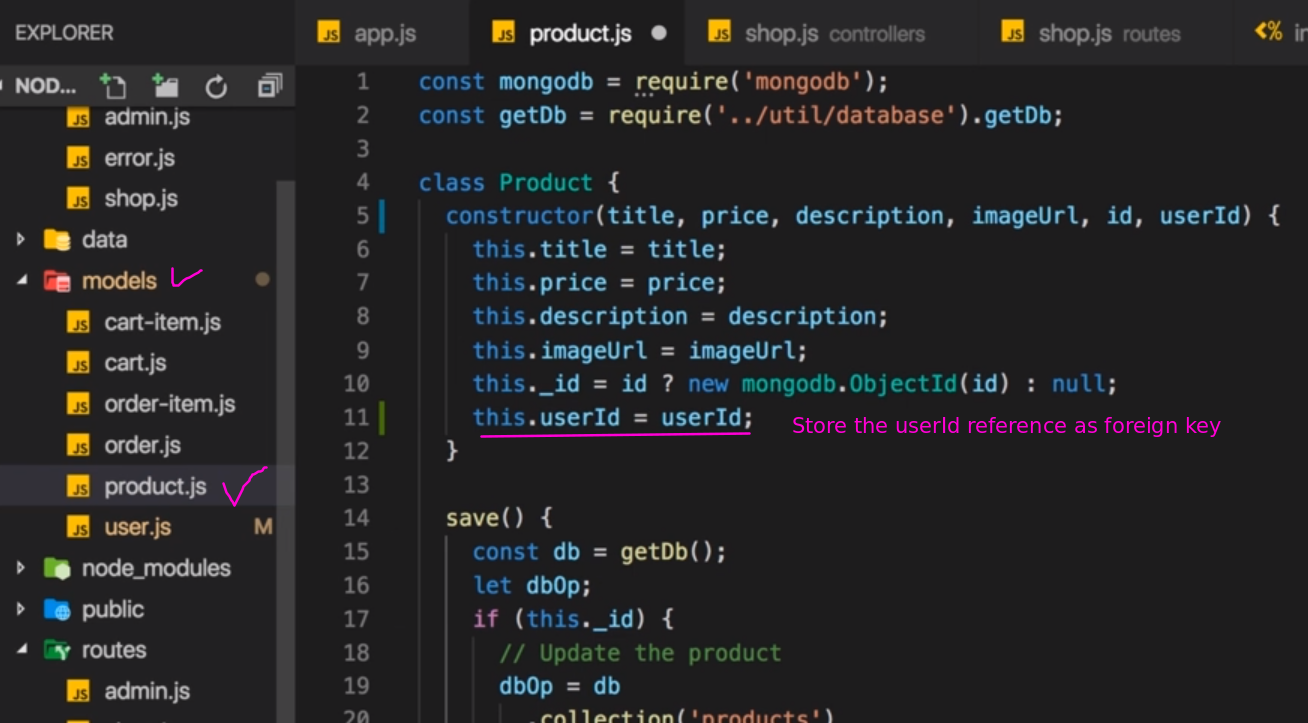 EXPLORER
NOD...
admin.js
error.js
shop.js
data
models
cart-item.js
cart.js
order-item.js
order.js
product.js
user.js M
node_modules
public
routes
admin.js
app.js
product.js
shop.js controllers
shop.js routes
1 const mongodb = require('mongodb');
2 const getDb = require('../util/database').getDb;
3
4 class Product {
5 constructor(title, price, description, imageUrl, id, userId) {
6 this.title = title;
7 this.price = price;
8 this.description = description;
9 this.imageUrl = imageUrl;
10 this._id = id ? new mongodb.ObjectId(id) : null;
11 this.userId = userId; Store the userId reference as foreign key
12 }
13
14 save() {
15 const db = getDb();
16 let dbOp;
17 if (this._id) {
18 // Update the product
19 dbOp = db
20 .collection('products')